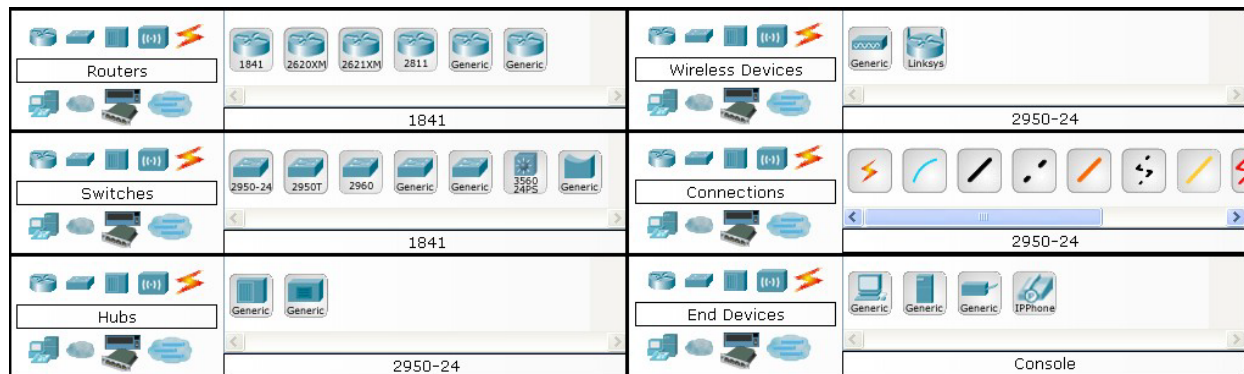 Routers
1841 2620XM 2621XM 2811 Generic Generic
1841
Wireless Devices
Generic Linksys
2950-24
Switches
2950-24 2950T 2960 Generic Generic 3560 24PS Generic
1841
Connections
2950-24
Hubs
Generic Generic
2950-24
End Devices
Generic Generic Generic IPPhone
Console